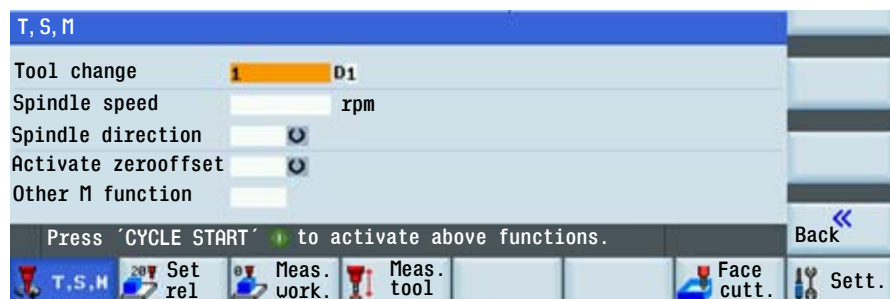 T,S,M
Tool change 1 D1
Spindle speed rpm
Spindle direction
Activate zerooffset
Other M function
Press ´CYCLE START´ to activate above functions.
Back
T,S,M
Set rel
Meas. work.
Meas. tool
Face cutt.
Sett.